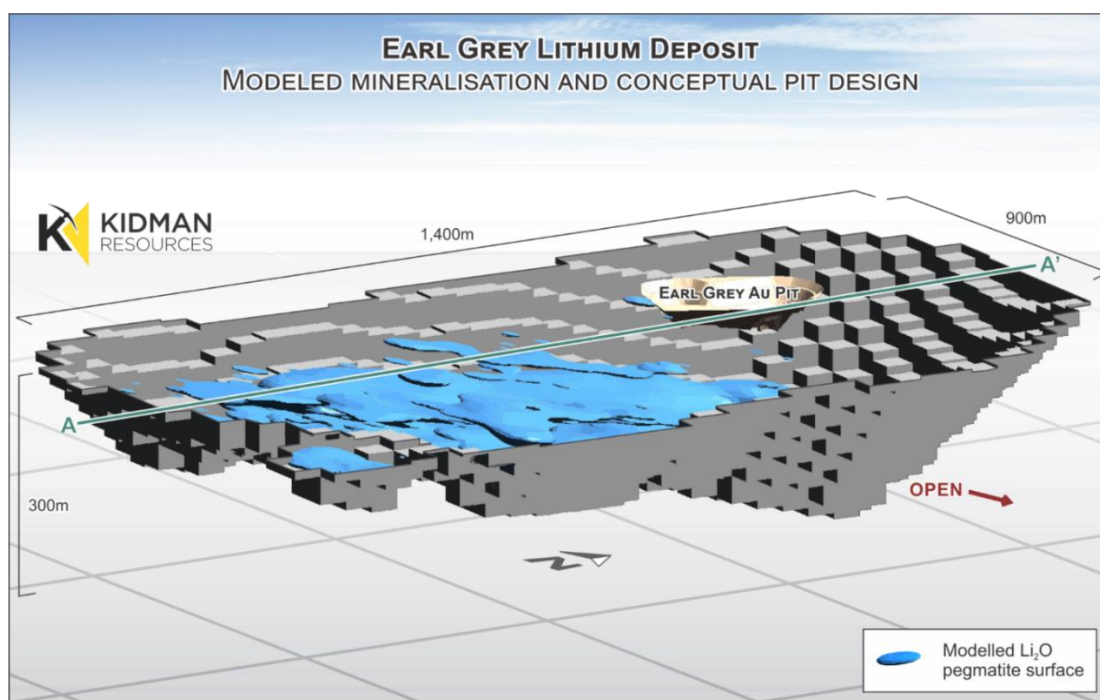 EARL GREY LITHIUM DEPOSIT
MODELED MINERALISATION AND CONCEPTUAL PIT DESIGN
KIDMAN
RESOURCES
1,400m
900m
A'
EARL GREY AU PIT
A
300m
OPEN
N
Modelled Li₂O
pegmatite surface